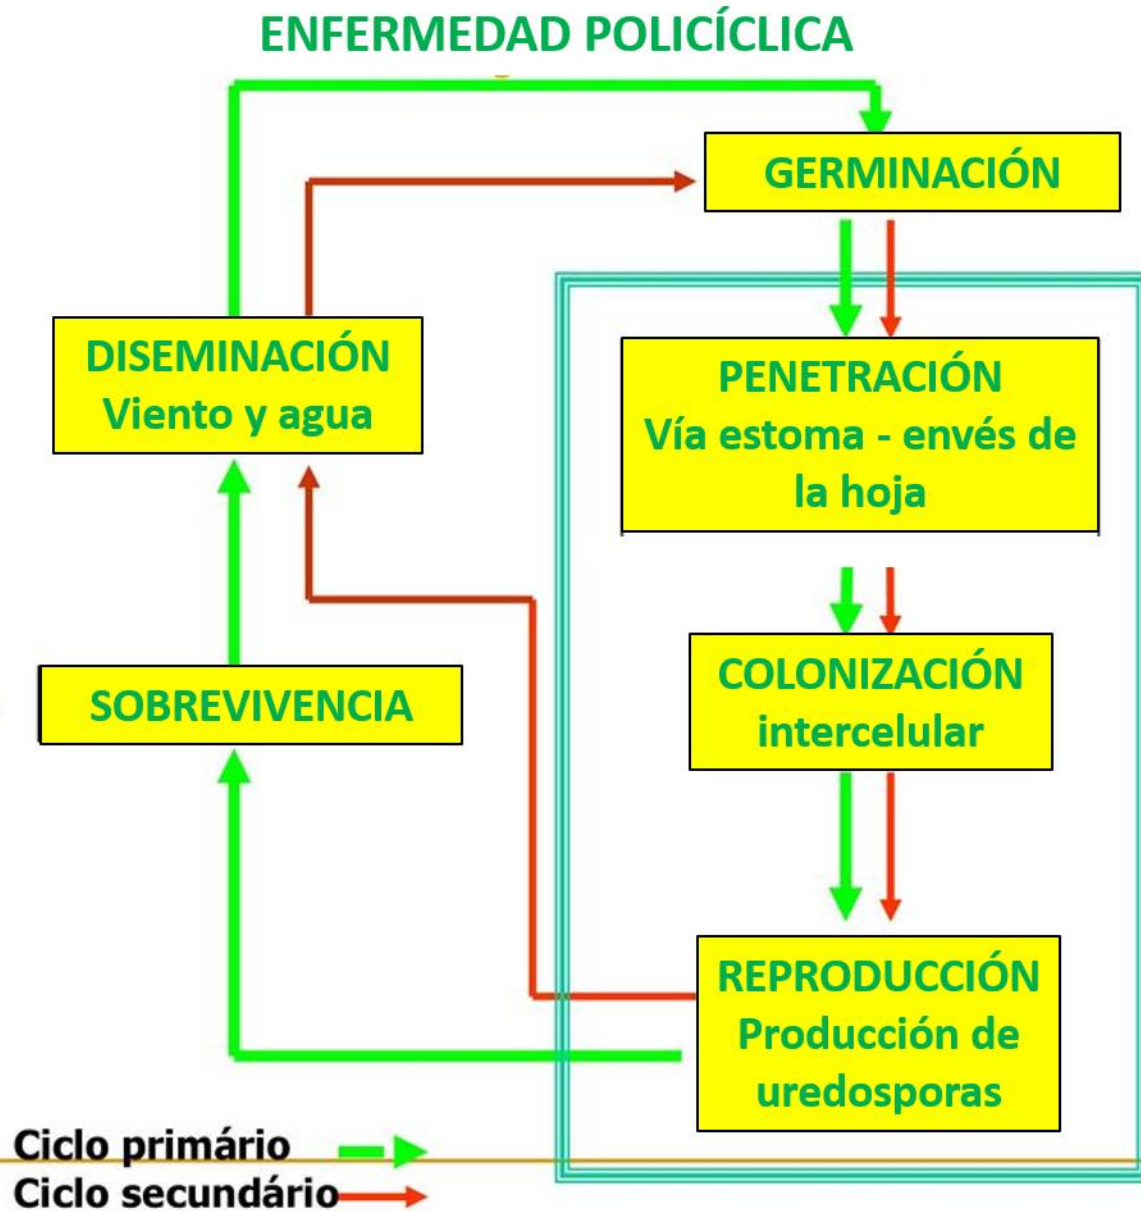 ENFERMEDAD POLICÍCLICA
GERMINACIÓN
DISEMINACIÓN
Viento y agua
PENETRACIÓN
Vía estoma - envés de
la hoja
SOBREVIVENCIA
COLONIZACIÓN
intercelular
REPRODUCCIÓN
Producción de
uredosporas
Ciclo primário
Ciclo secundário